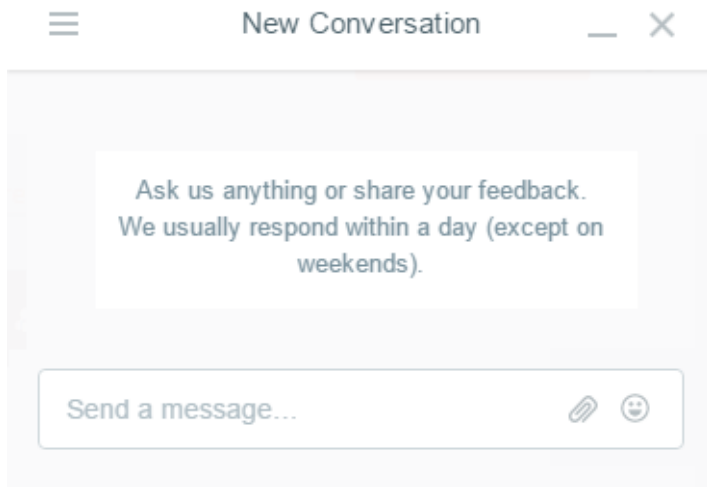 New Conversation
Ask us anything or share your feedback.
We usually respond within a day (except on
weekends).
Send a message...